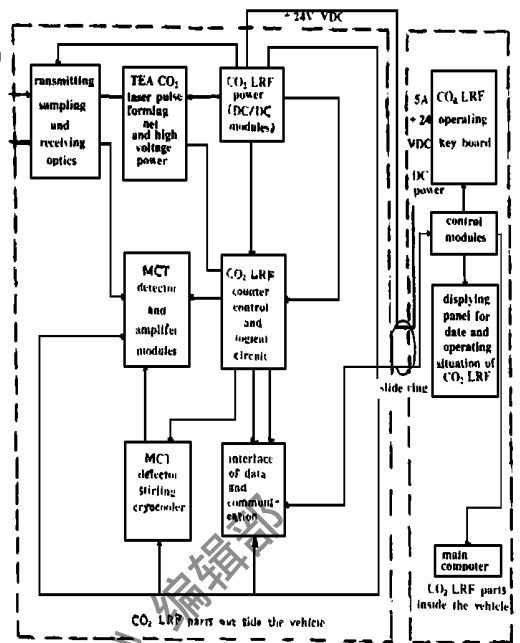 + 24V VDC
transmitting
sampling
and
receiving
optics
TEA CO₂
laser pulse
forming
net
and high
voltage
power
CO₂ LRF
power
(DC/DC
modules)
5A
+ 24
VDC
DC
power
CO₂ LRF
operating
key board
control
modules
MCT
detector
and
amplifer
modules
CO₂ LRF
counter
control
and
logical
circuit
displying
panel for
date and
operating
situation of
CO₂ LRF
slide ring
MCT
detector
stirling
cryocooler
interface
of data
and
communi-
cation
main
computer
CO₂ LRF parts
inside the vehicle
CO₂ LRF parts out side the vehicle
编辑部